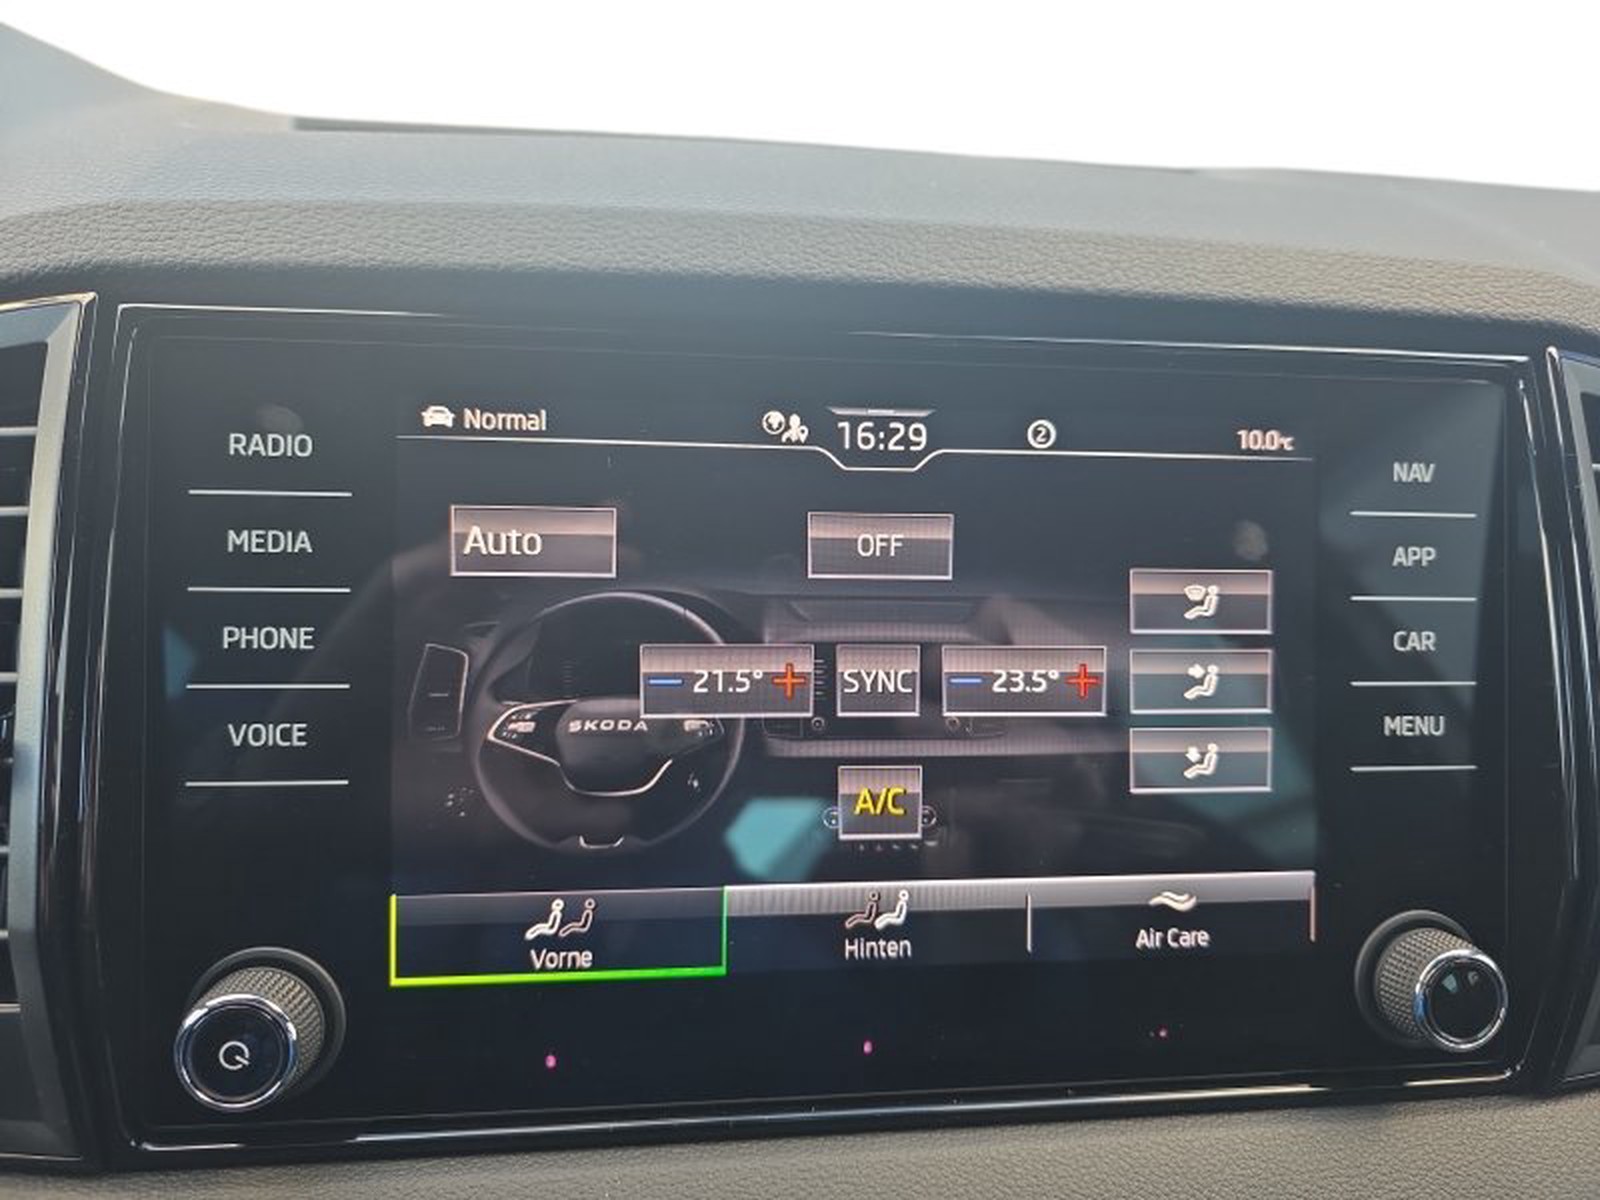 RADIO
MEDIA
PHONE
VOICE
Normal
16:29
2
10.0°C
Auto
OFF
21.5°
SYNC
23.5°
SKODA
A/C
Vorne
Hinten
Air Care
NAV
APP
CAR
MENU